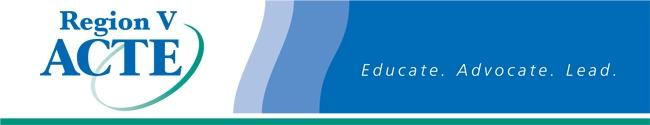 Region V
ACTE
Educate. Advocate. Lead.